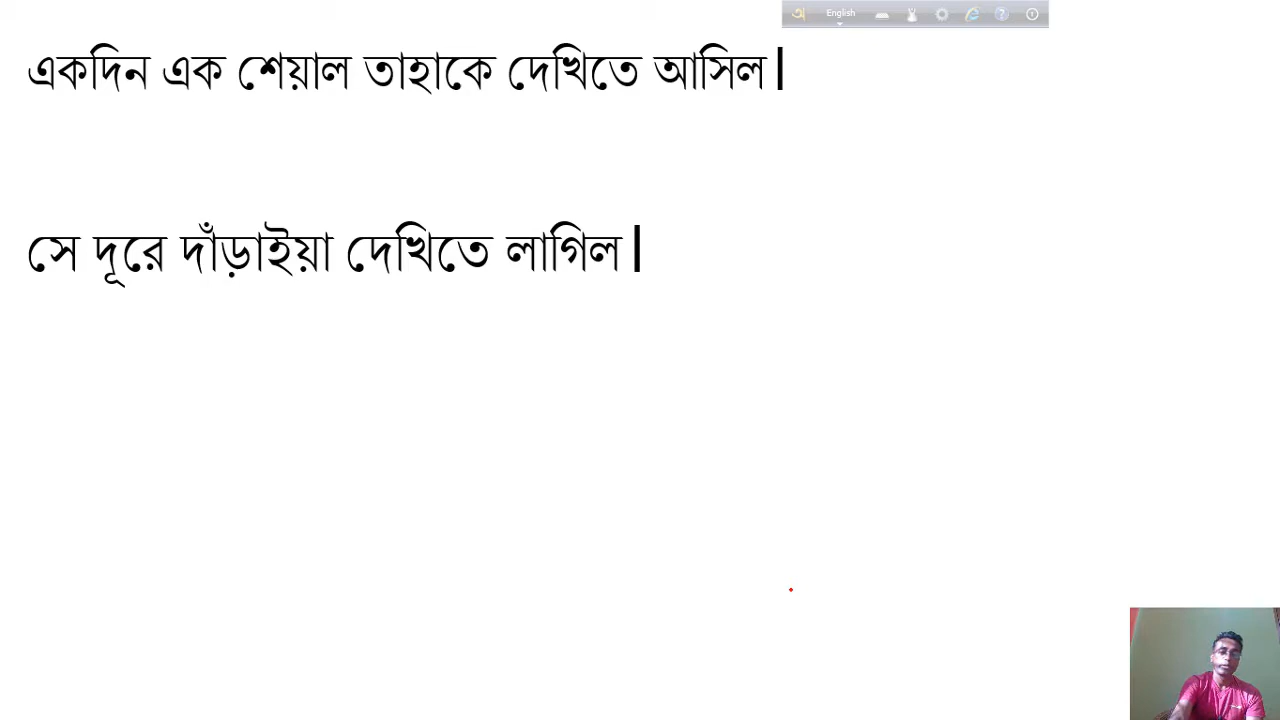 অ English
একদিন এক শেয়াল তাহাকে দেখিতে আসিল।
সে দূরে দাঁড়াইয়া দেখিতে লাগিল।